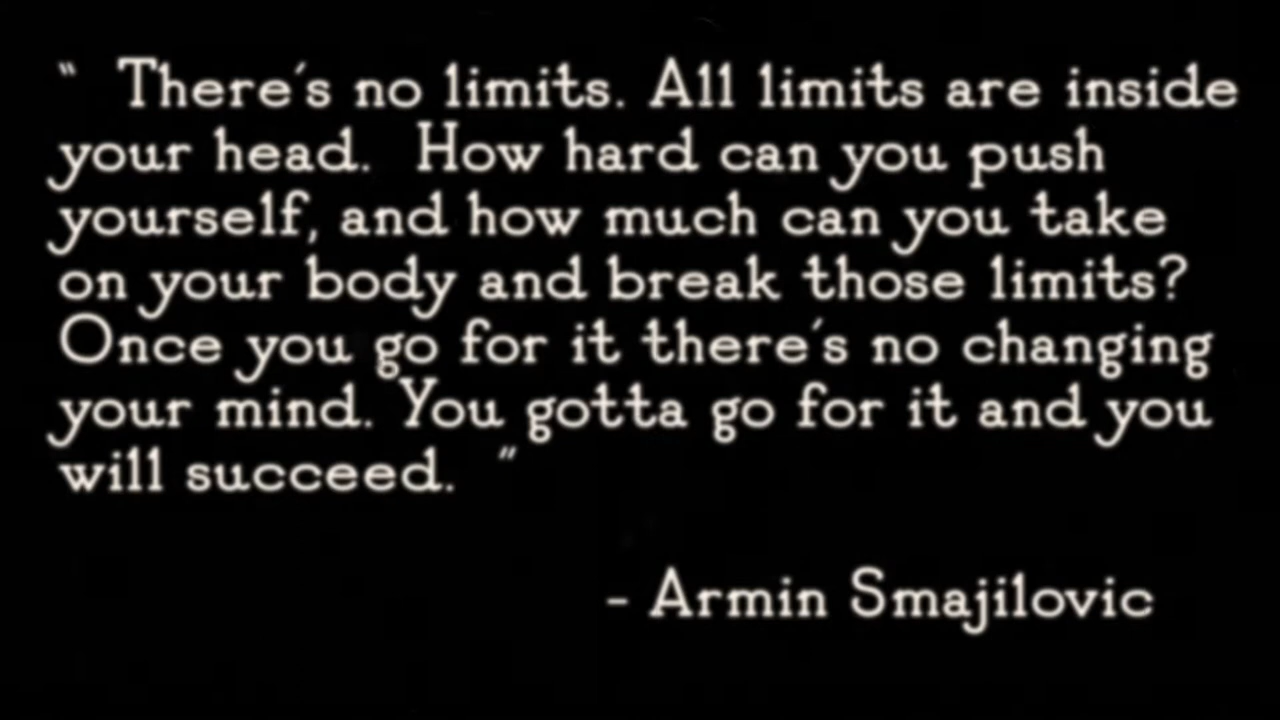 “ There's no limits. All limits are inside
your head. How hard can you push
yourself, and how much can you take
on your body and break those limits?
Once you go for it there's no changing
your mind. You gotta go for it and you
will succeed. ”
- Armin Smajilovic